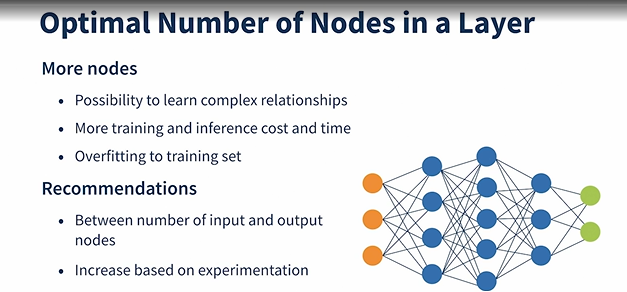 Optimal Number of Nodes in a Layer
More nodes
• Possibility to learn complex relationships
• More training and inference cost and time
• Overfitting to training set
Recommendations
• Between number of input and output
nodes
• Increase based on experimentation